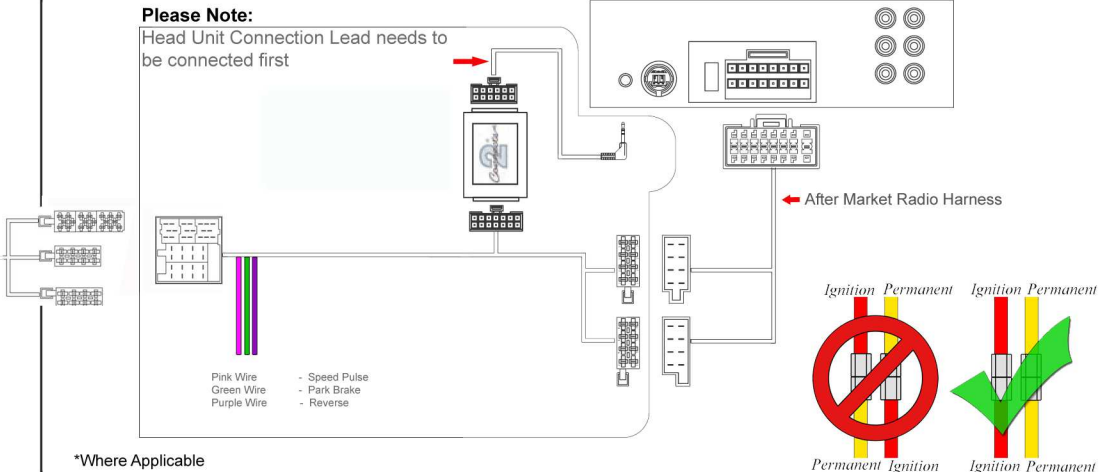 Please Note:
Head Unit Connection Lead needs to
be connected first
Connects2
After Market Radio Harness
Pink Wire - Speed Pulse
Green Wire - Park Brake
Purple Wire - Reverse
*Where Applicable
Ignition Permanent
Permanent Ignition
Ignition Permanent
Ignition Permanent